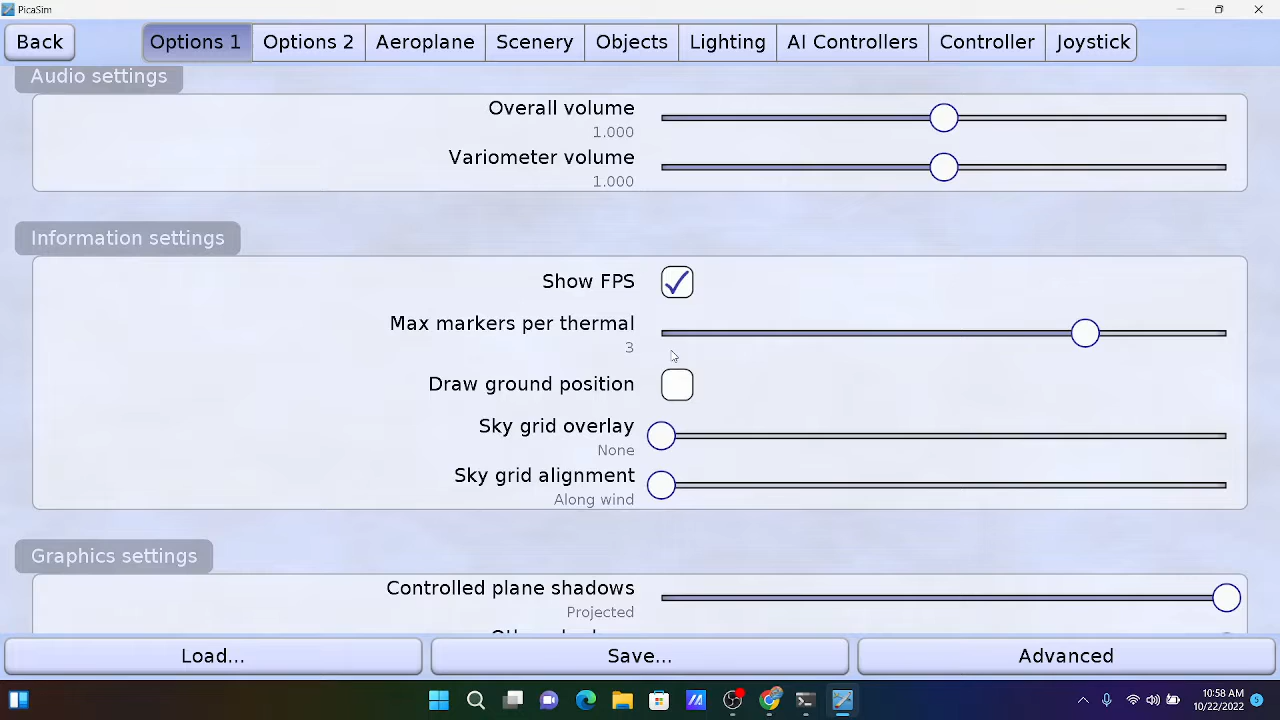 PicaSim
Back
Options 1
Options 2
Aeroplane
Scenery
Objects
Lighting
AI Controllers
Controller
Joystick
Audio settings
Overall volume
1.000
Variometer volume
1.000
Information settings
Show FPS
Max markers per thermal
3
Draw ground position
Sky grid overlay
None
Sky grid alignment
Along wind
Graphics settings
Controlled plane shadows
Projected
Load...
Save...
Advanced
10:58 AM
10/22/2022